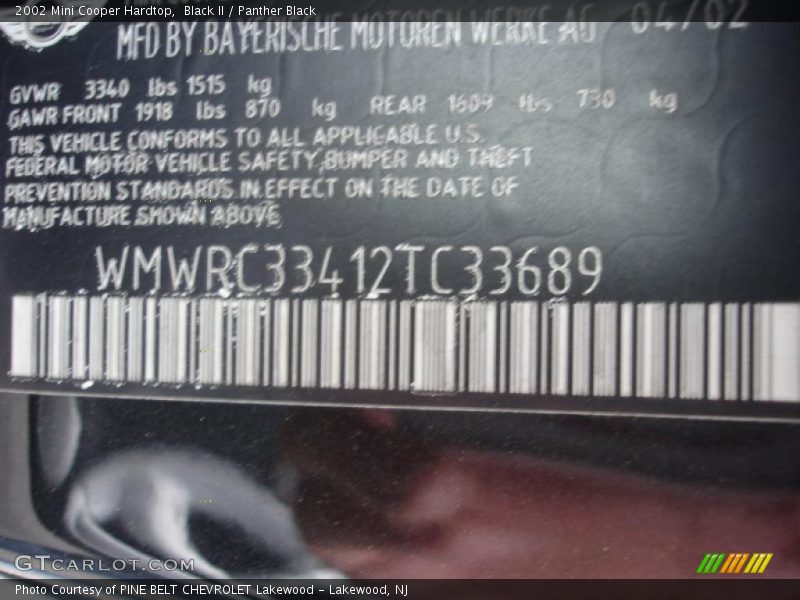 2002 Mini Cooper Hardtop,  Black II / Panther Black
MFD BY BAYERISCHE MOTOREN WERKE AG 04/02
GVWR 3340 lbs 1515 kg
GAWR FRONT 1918 lbs 870 kg REAR 1609 lbs 730 kg
THIS VEHICLE CONFORMS TO ALL APPLICABLE U.S.
FEDERAL MOTOR VEHICLE SAFETY,BUMPER AND THEFT
PREVENTION STANDARDS IN EFFECT ON THE DATE OF
MANUFACTURE SHOWN ABOVE
WMWRC33412TC33689
GTCARLOT.COM
Photo Courtesy of PINE BELT CHEVROLET Lakewood - Lakewood, NJ